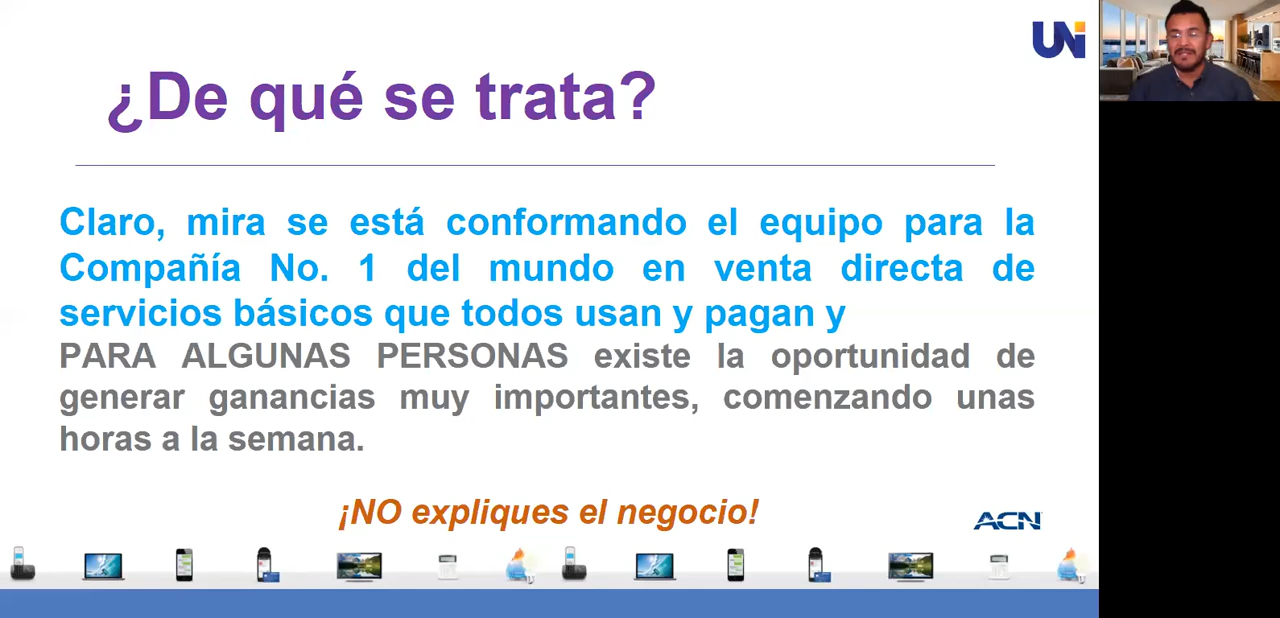 UNi
¿De qué se trata?
Claro, mira se está conformando el equipo para la
Compañía No. 1 del mundo en venta directa de
servicios básicos que todos usan y pagan y
PARA ALGUNAS PERSONAS existe la oportunidad de
generar ganancias muy importantes, comenzando unas
horas a la semana.
¡NO expliques el negocio!
ACN